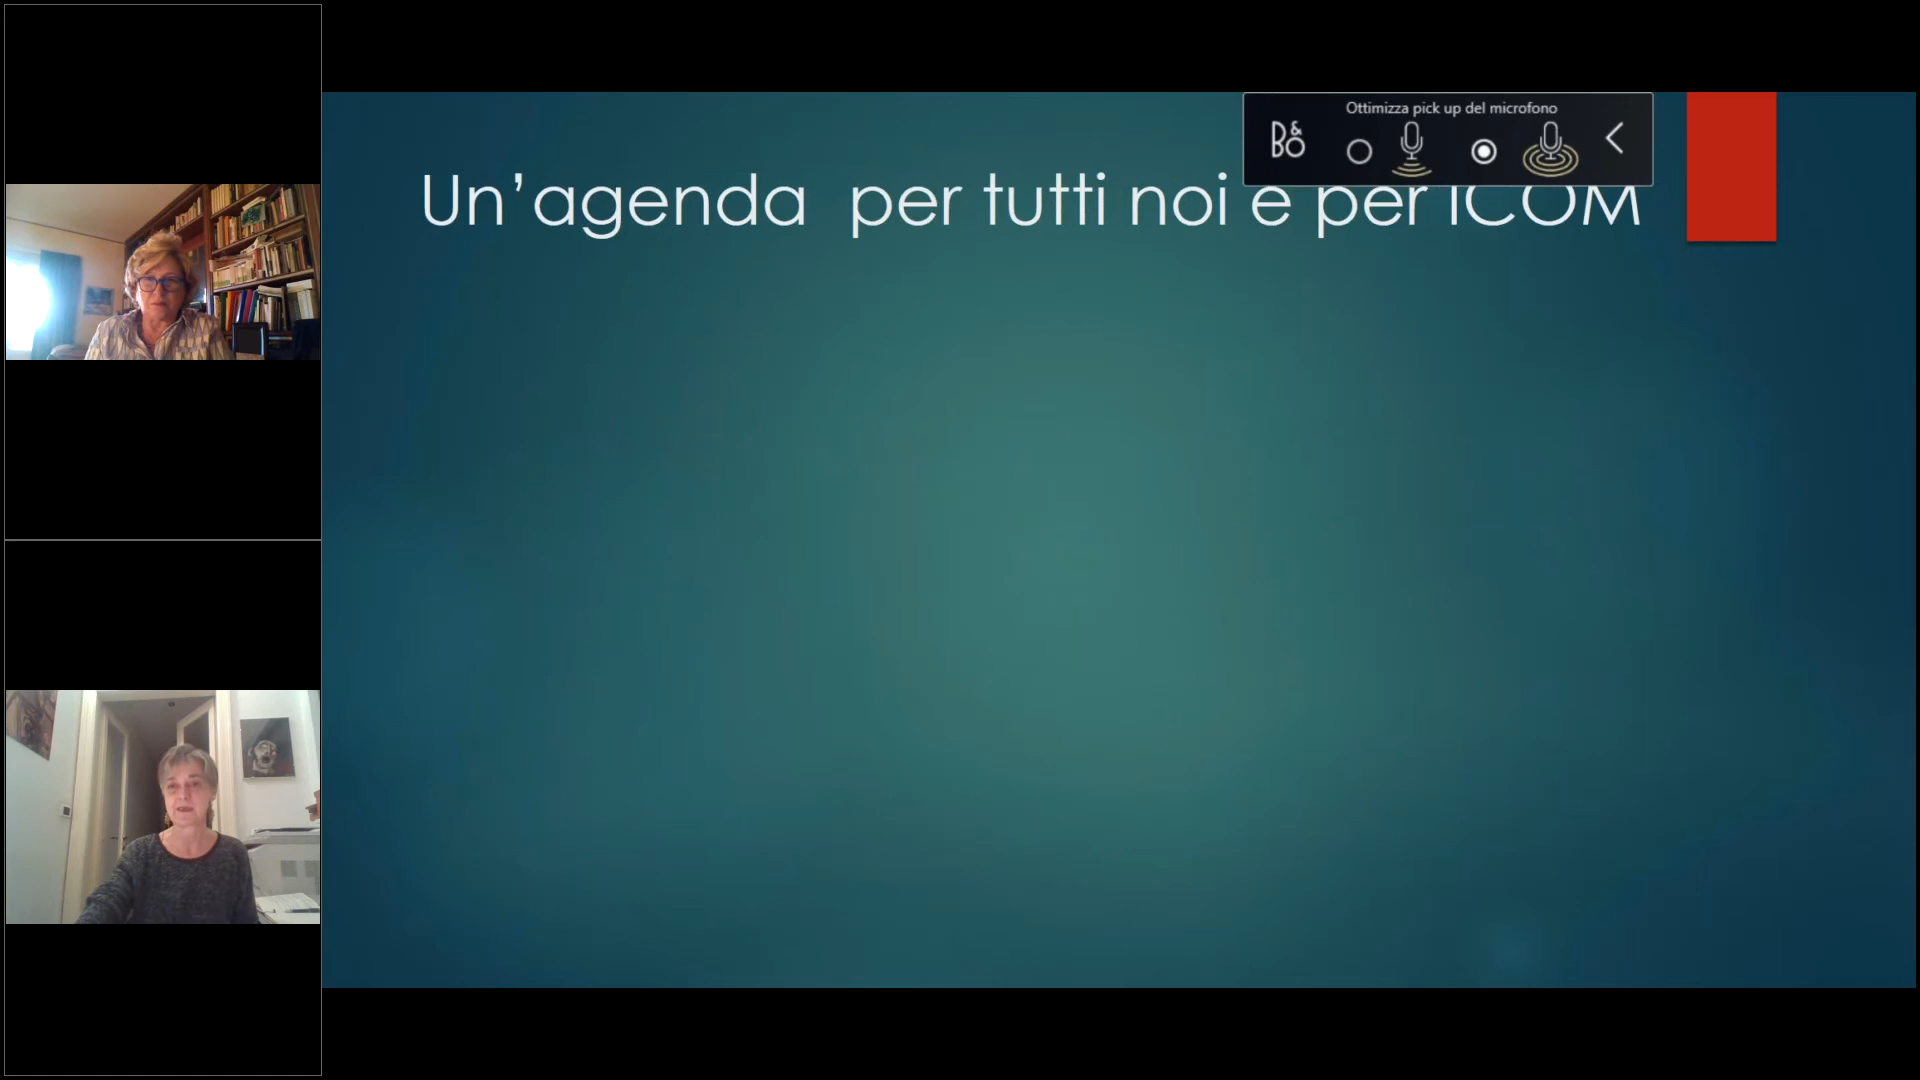 Ottimizza pick up del microfono
B&O
Un’agenda per tutti noi e per ICOM